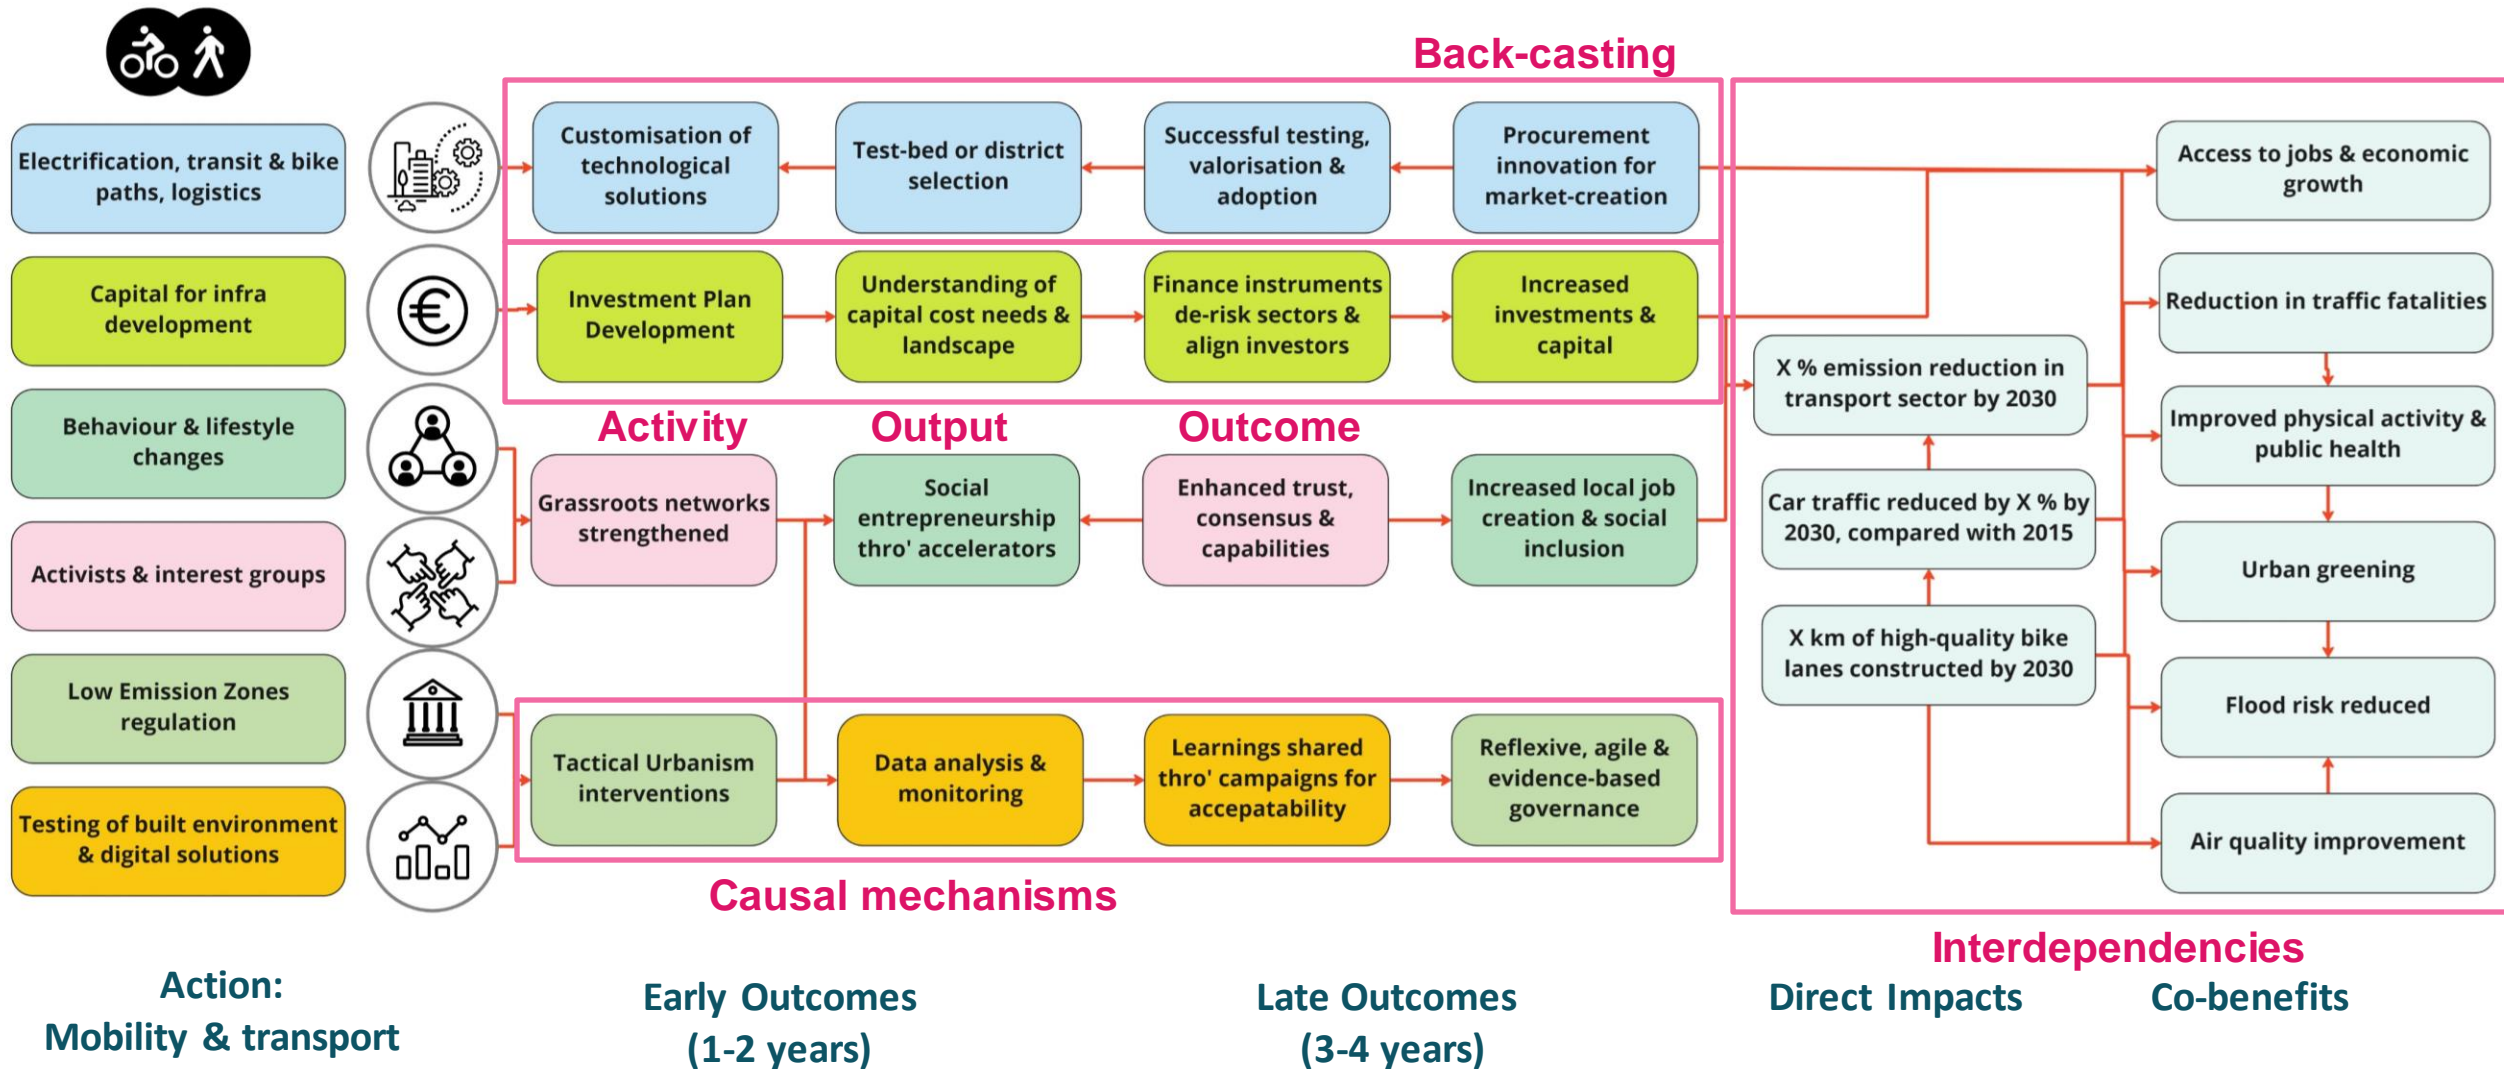 Back-casting
Electrification, transit & bike
paths, logistics
Customisation of
technological
solutions
Test-bed or district
selection
Successful testing,
valorisation &
adoption
Procurement
innovation for
market-creation
Access to jobs & economic
growth
Capital for infra
development
Investment Plan
Development
Understanding of
capital cost needs &
landscape
Finance instruments
de-risk sectors &
align investors
Increased
investments &
capital
Reduction in traffic fatalities
X % emission reduction in
transport sector by 2030
Behaviour & lifestyle
changes
Activity
Output
Outcome
Improved physical activity &
public health
Grassroots networks
strengthened
Social
entrepreneurship
thro' accelerators
Enhanced trust,
consensus &
capabilities
Increased local job
creation & social
inclusion
Car traffic reduced by X % by
2030, compared with 2015
Activists & interest groups
Urban greening
X km of high-quality bike
lanes constructed by 2030
Low Emission Zones
regulation
Flood risk reduced
Tactical Urbanism
interventions
Data analysis &
monitoring
Learnings shared
thro' campaigns for
accepatability
Reflexive, agile &
evidence-based
governance
Testing of built environment
& digital solutions
Air quality improvement
Causal mechanisms
Interdependencies
Action:
Mobility & transport
Early Outcomes
(1-2 years)
Late Outcomes
(3-4 years)
Direct Impacts
Co-benefits